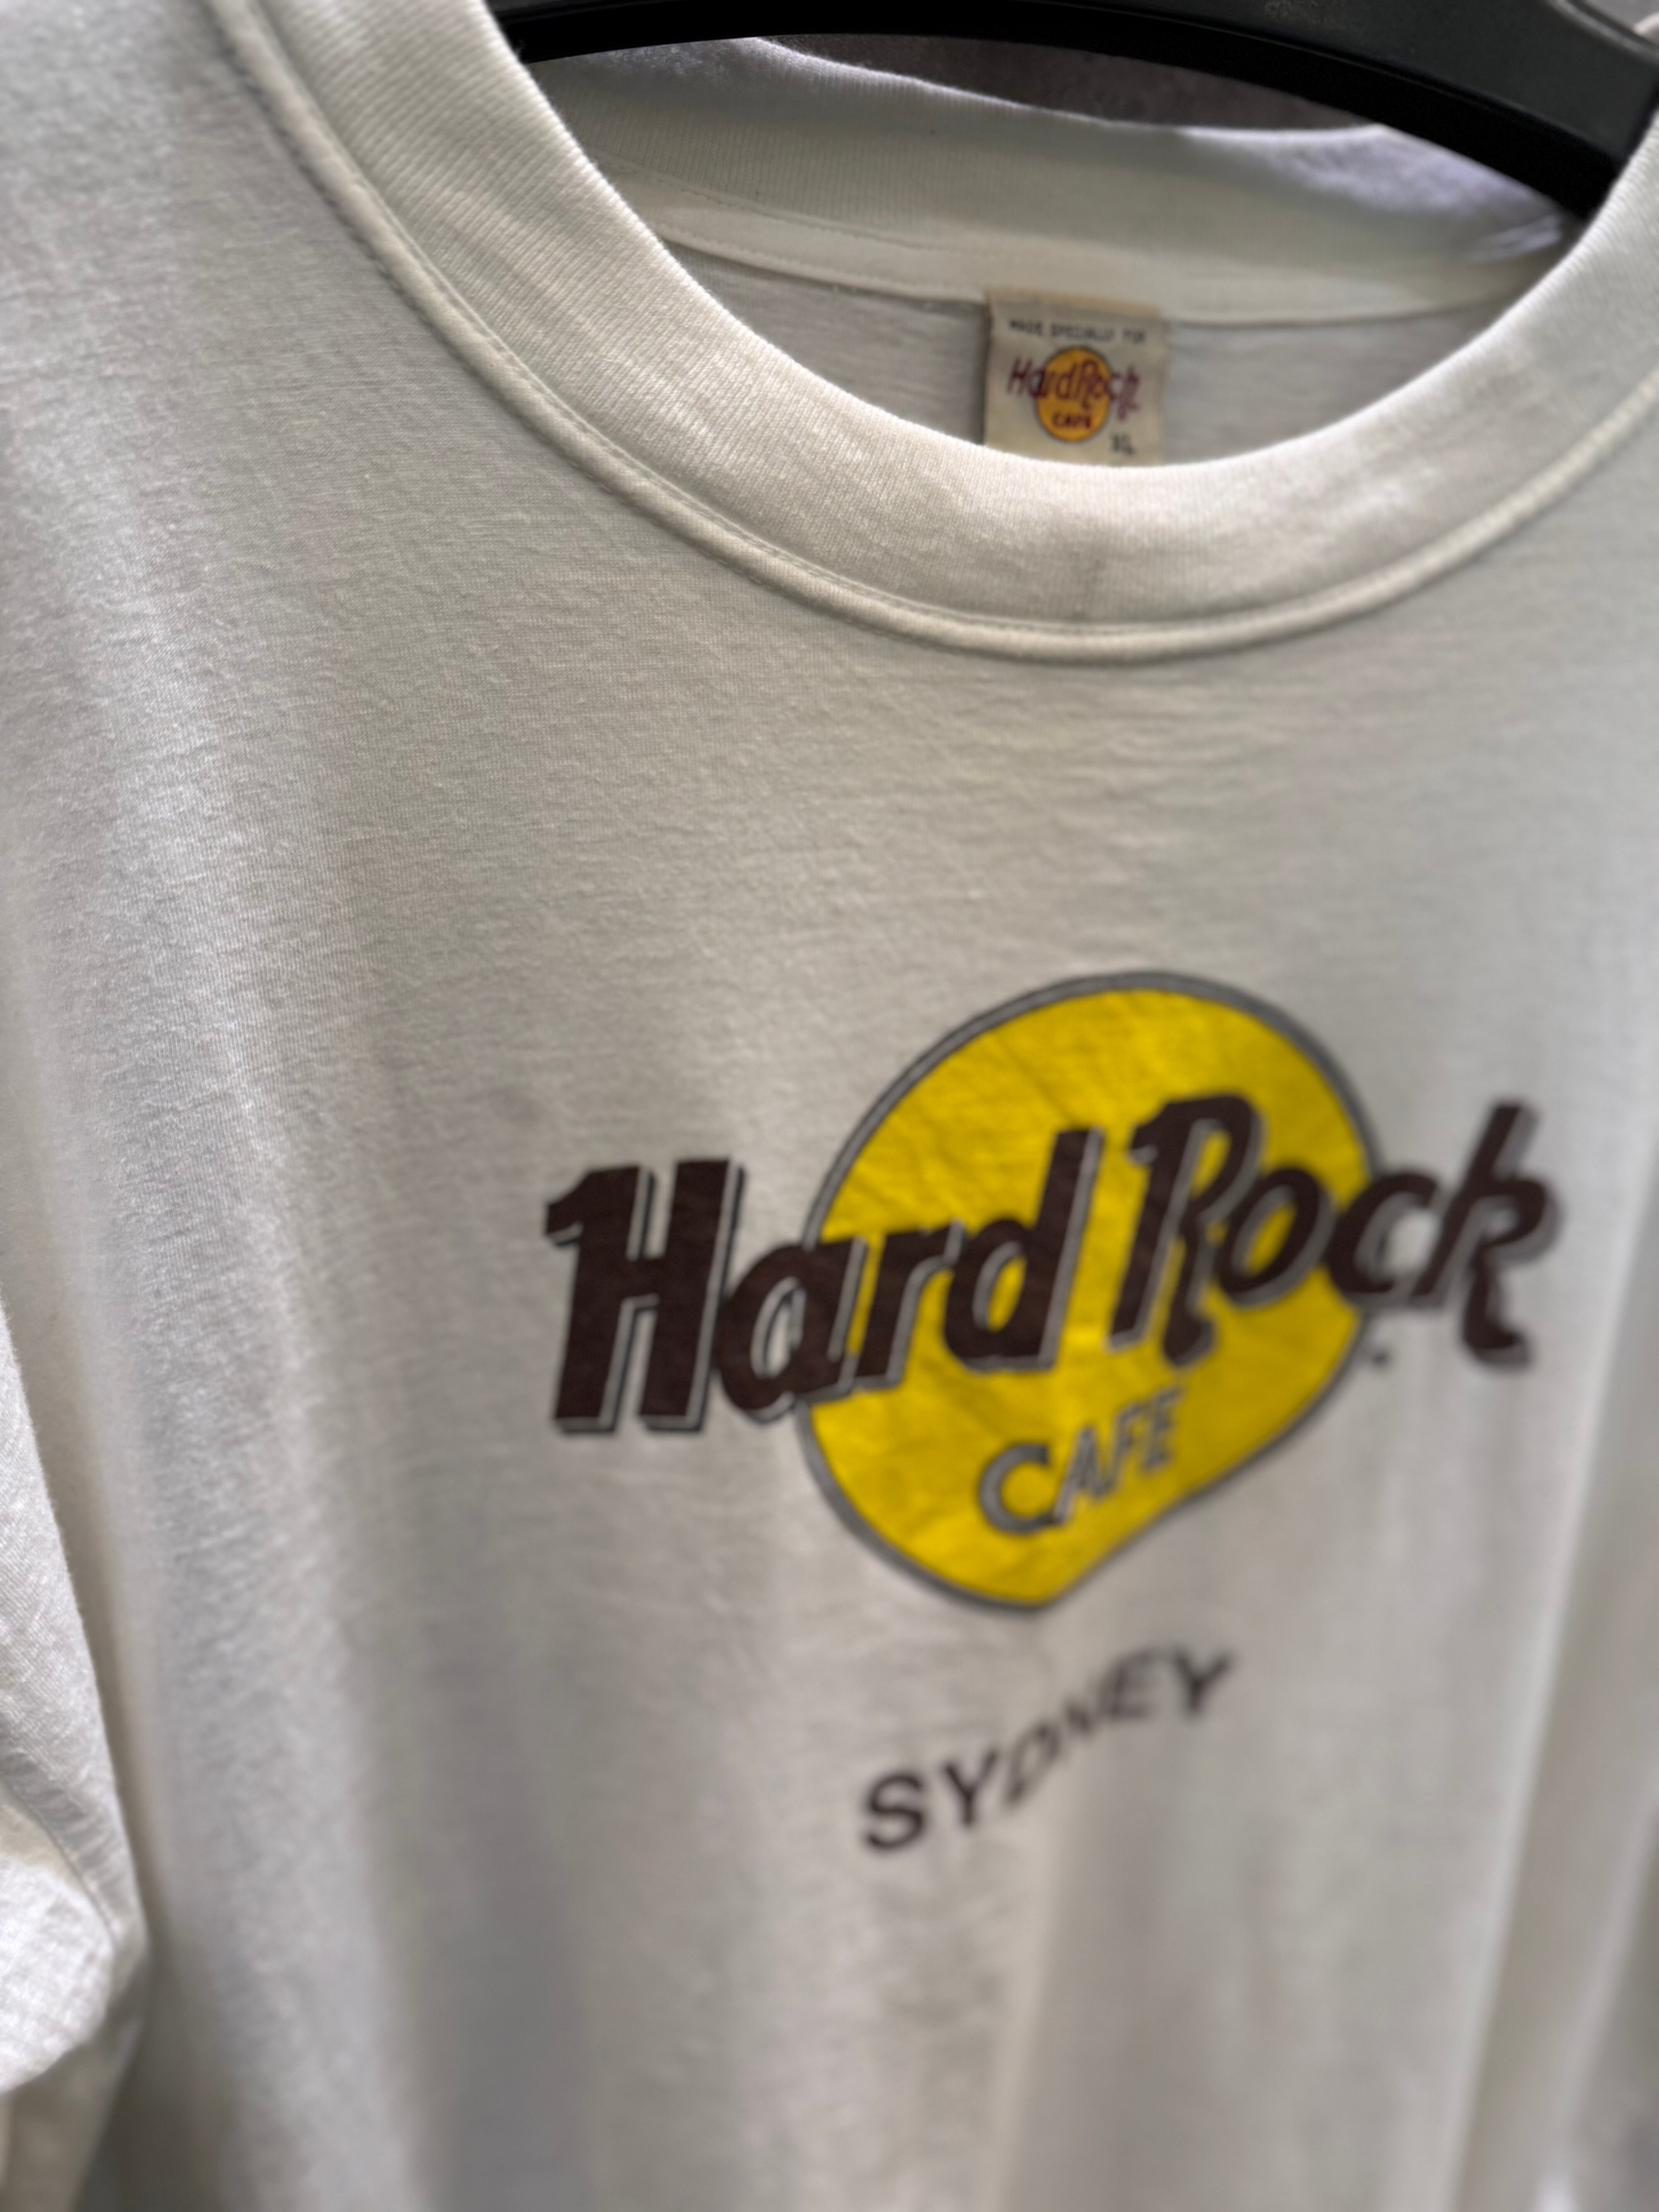 MADE SPECIALLY FOR
Hard Rock
CAFE
XL
Hard Rock
CAFE
SYDNEY